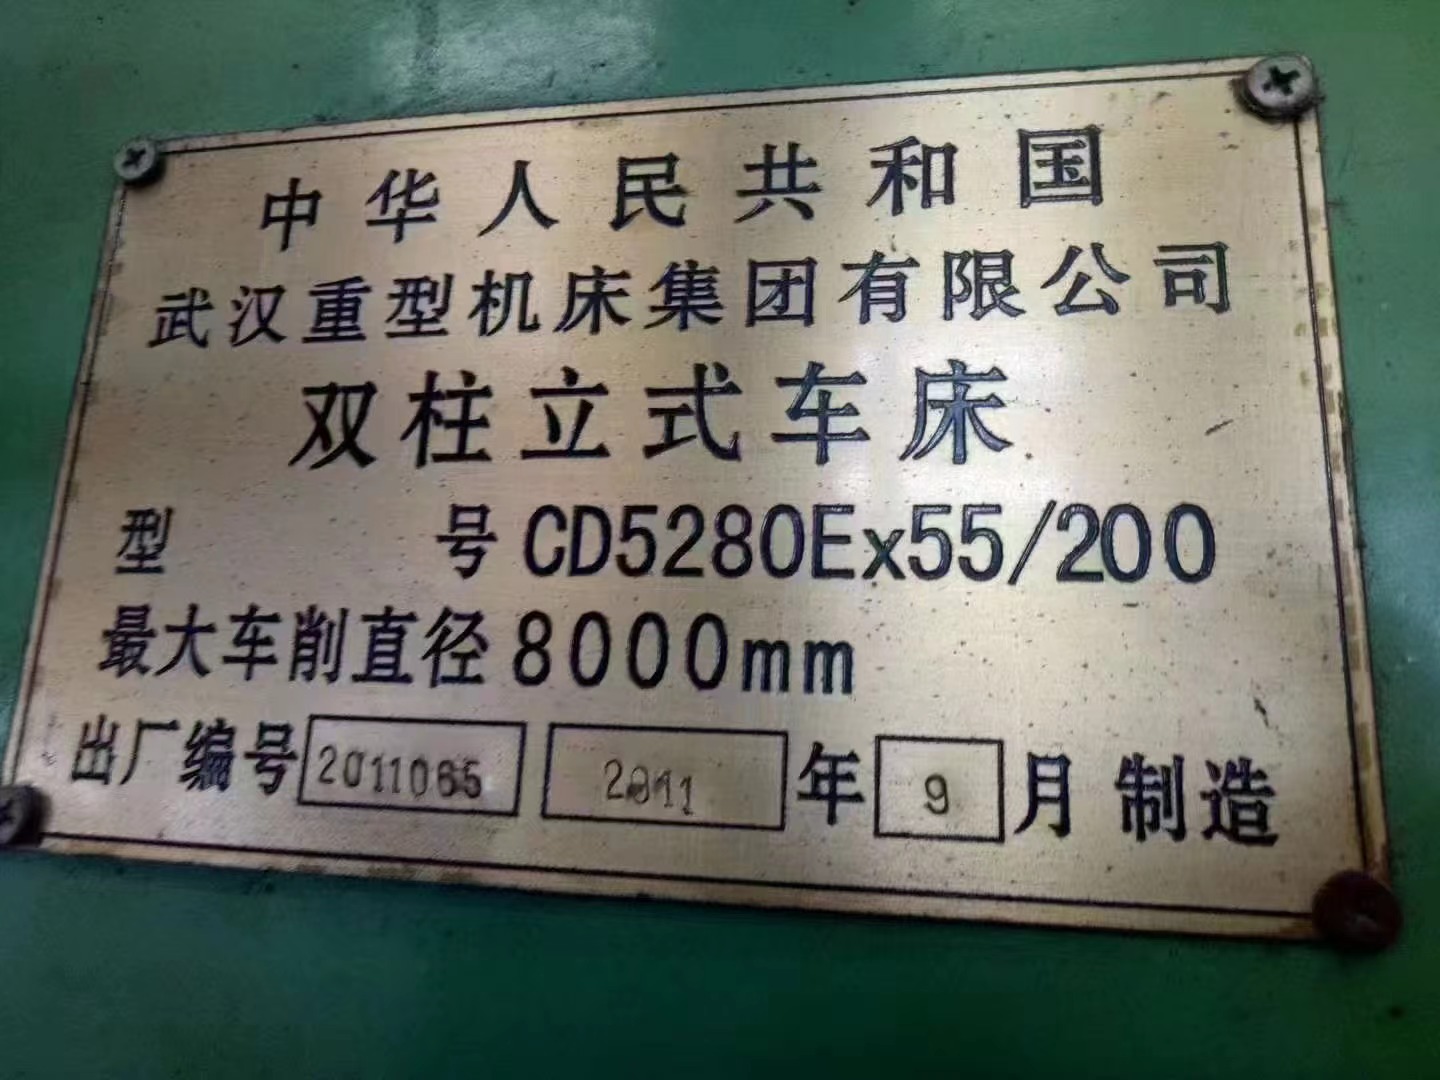 中华人民共和国
武汉重型机床集团有限公司
双柱立式车床
型号 CD5280Ex55/200
最大车削直径 8000mm
出厂编号 2011065 2011 年 9 月 制造